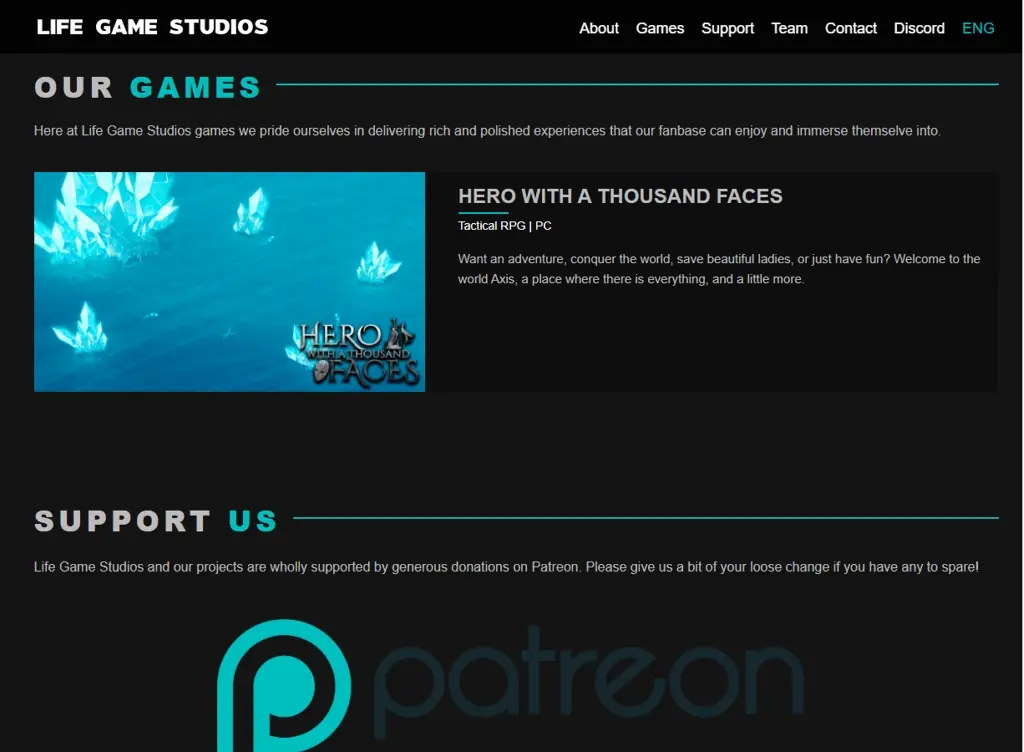 LIFE GAME STUDIOS
About Games Support Team Contact Discord ENG
OUR GAMES
Here at Life Game Studios games we pride ourselves in delivering rich and polished experiences that our fanbase can enjoy and immerse themselve into.
HERO WITH A THOUSAND FACES
Tactical RPG | PC
Want an adventure, conquer the world, save beautiful ladies, or just have fun? Welcome to the
world Axis, a place where there is everything, and a little more.
HERO
WITH A THOUSAND
FACES
SUPPORT US
Life Game Studios and our projects are wholly supported by generous donations on Patreon. Please give us a bit of your loose change if you have any to spare!
patreon